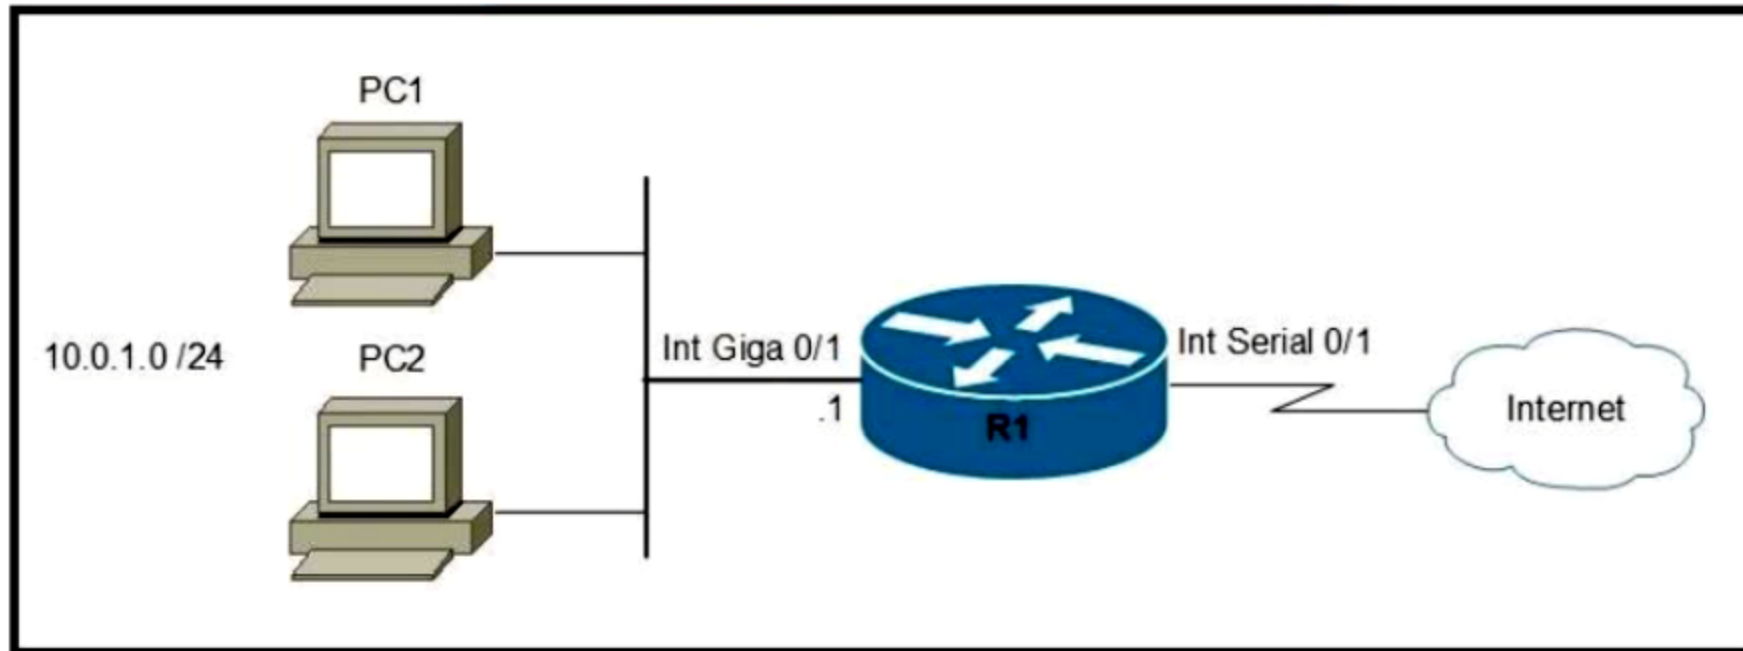 PC1
10.0.1.0 /24
PC2
Int Giga 0/1
.1
R1
Int Serial 0/1
Internet